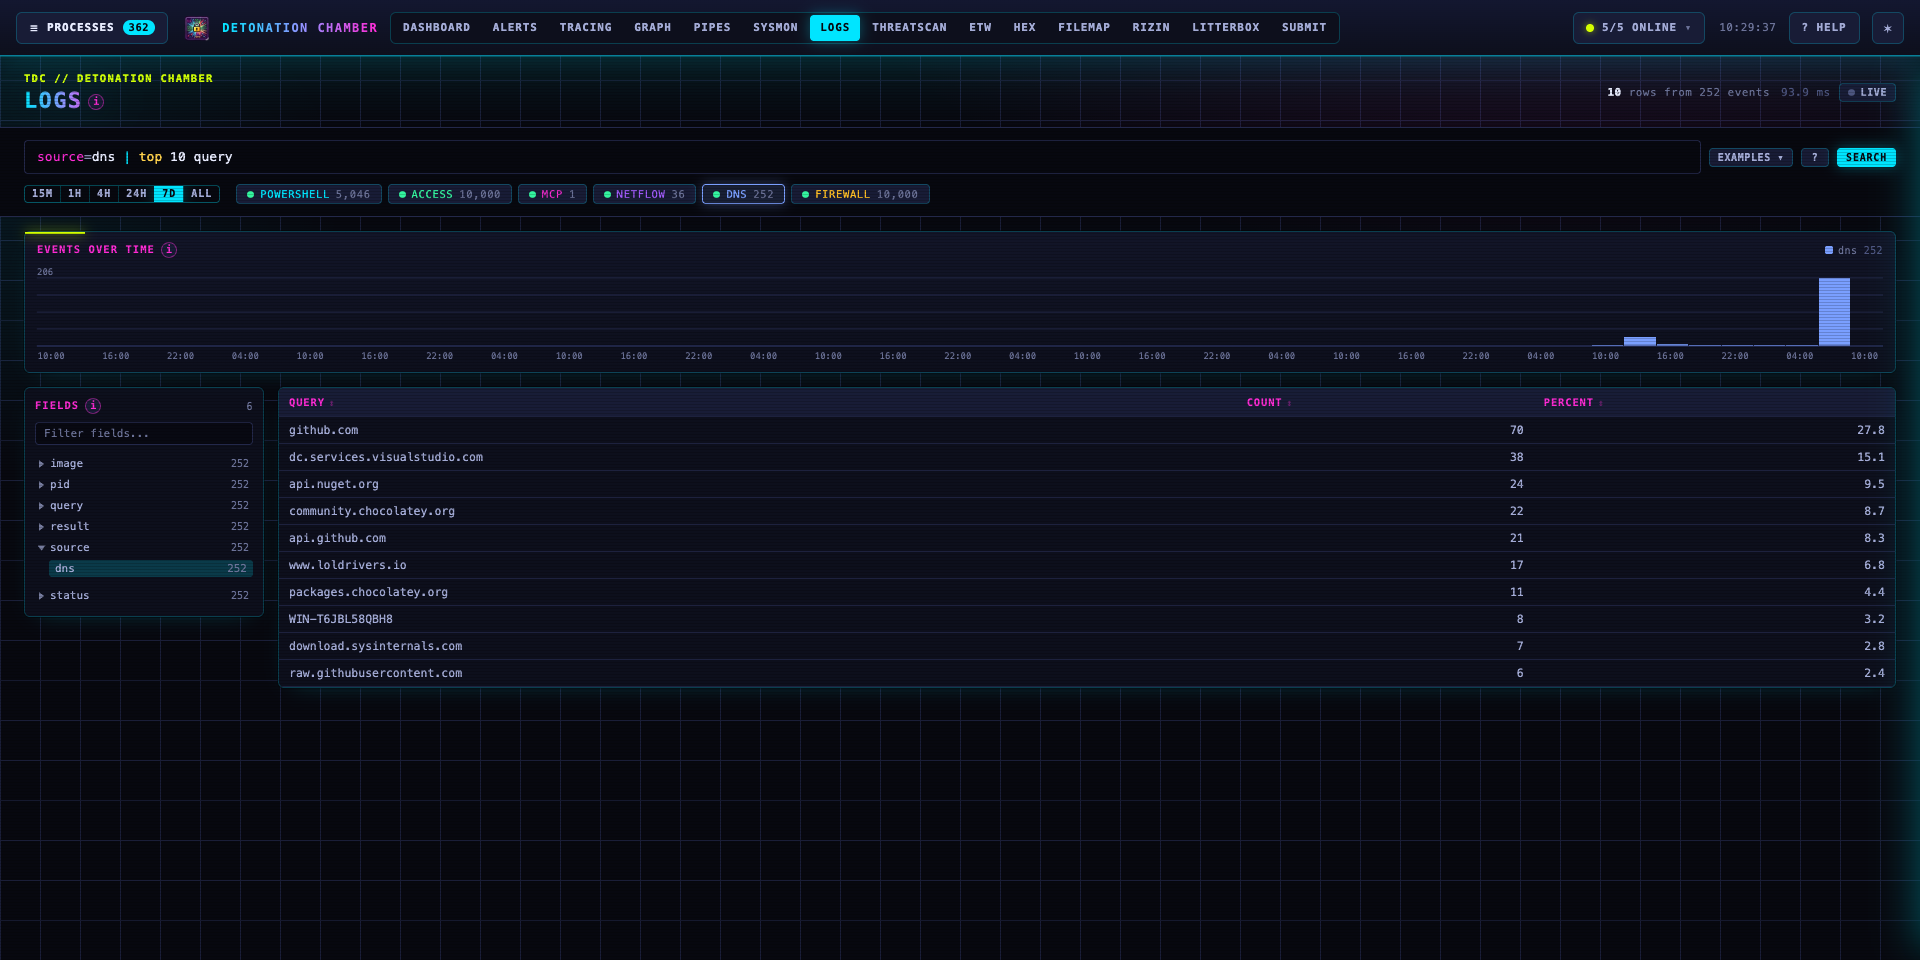 ≡ PROCESSES 362 DETONATION CHAMBER DASHBOARD ALERTS TRACING GRAPH PIPES SYSMON LOGS THREATSCAN ETW HEX FILEMAP RIZIN LITTERBOX SUBMIT 5/5 ONLINE ▾ 10:29:37 ? HELP ✶
TDC // DETONATION CHAMBER
LOGS i
10 rows from 252 events 93.9 ms LIVE
source=dns | top 10 query EXAMPLES ▾ ? SEARCH
15M 1H 4H 24H 7D ALL POWERSHELL 5,046 ACCESS 10,000 MCP 1 NETFLOW 36 DNS 252 FIREWALL 10,000
EVENTS OVER TIME i dns 252
206
10:00 16:00 22:00 04:00 10:00 16:00 22:00 04:00 10:00 16:00 22:00 04:00 10:00 16:00 22:00 04:00 10:00 16:00 22:00 04:00 10:00 16:00 22:00 04:00 10:00 16:00 22:00 04:00 10:00
FIELDS i 6
Filter fields...
image 252
pid 252
query 252
result 252
source 252
dns 252
status 252
QUERY COUNT PERCENT
github.com 70 27.8
dc.services.visualstudio.com 38 15.1
api.nuget.org 24 9.5
community.chocolatey.org 22 8.7
api.github.com 21 8.3
www.loldrivers.io 17 6.8
packages.chocolatey.org 11 4.4
WIN-T6JBL58QBH8 8 3.2
download.sysinternals.com 7 2.8
raw.githubusercontent.com 6 2.4